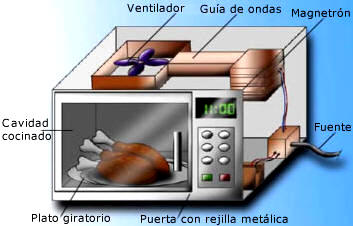 Ventilador
Guía de ondas
Magnetrón
11:00
Cavidad
cocinado
Fuente
Plato giratorio
Puerta con rejilla metálica